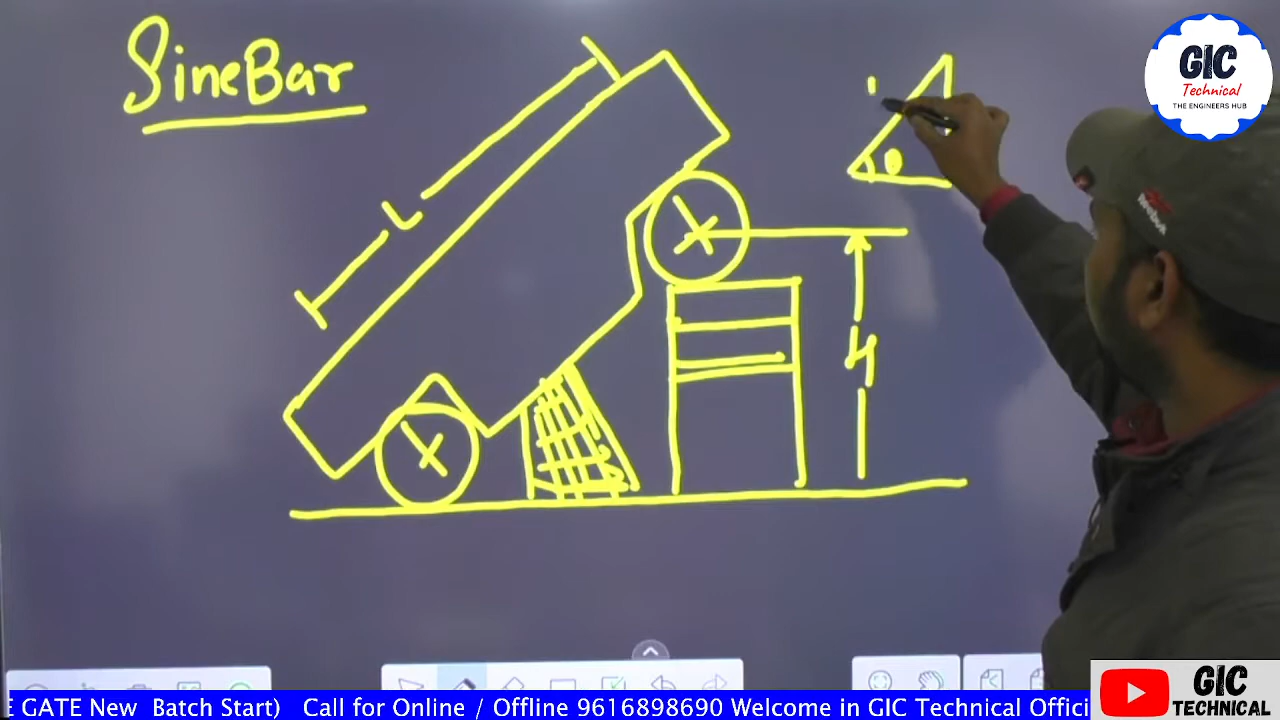 SineBar
L
H
θ
GIC
Technical
THE ENGINEERS HUB
Reebok
E GATE New Batch Start) Call for Online / Offline 9616898690 Welcome in GIC Technical Offici
GIC
TECHNICAL